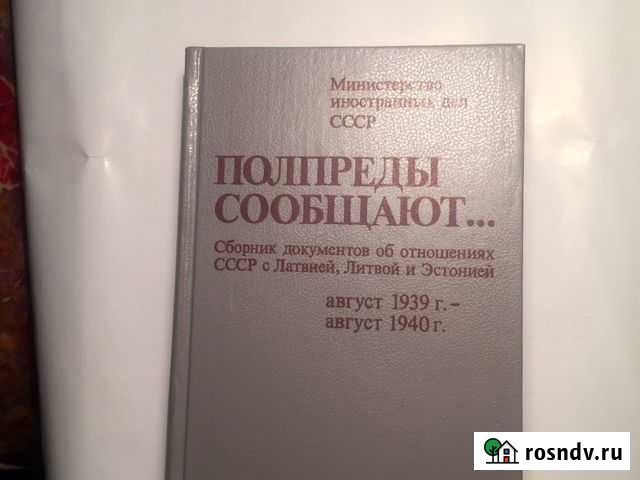 Министерство
иностранных дел
СССР
ПОЛПРЕДЫ
СООБЩАЮТ...
Сборник документов об отношениях
СССР с Латвией, Литвой и Эстонией
август 1939 г.–
август 1940 г.
rosndv.ru